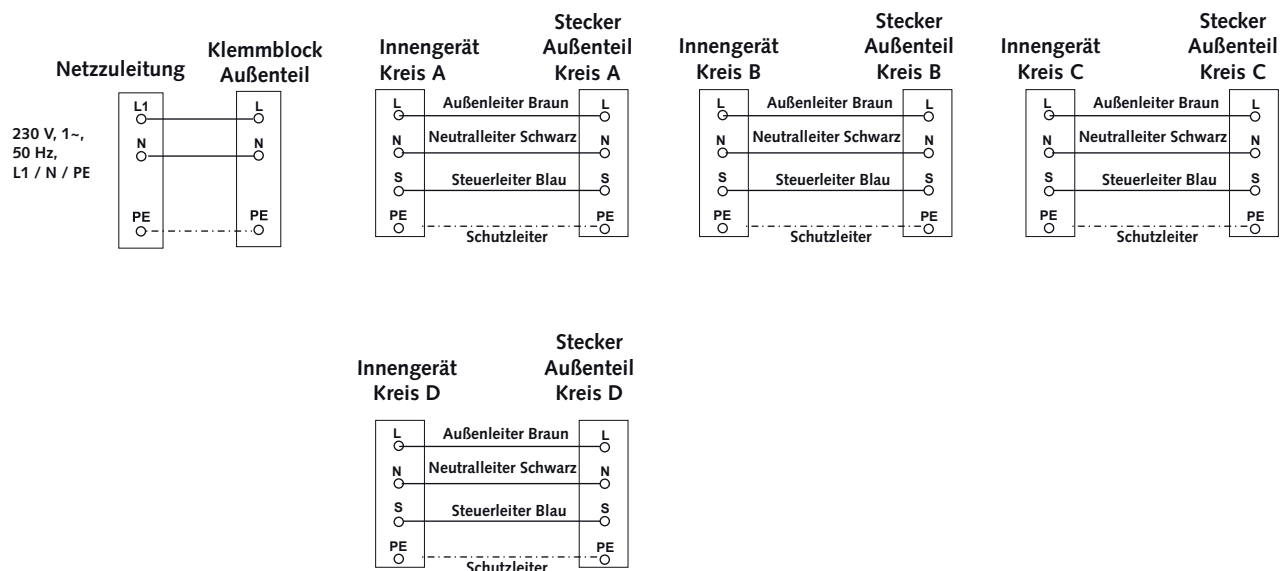 Netzzuleitung
Klemmblock
Außenteil
230 V, 1~,
50 Hz,
L1 / N / PE
L1
L
N
N
PE
PE
Innengerät
Kreis A
Stecker
Außenteil
Kreis A
L Außenleiter Braun L
N Neutralleiter Schwarz N
S Steuerleiter Blau S
PE PE
Schutzleiter
Innengerät
Kreis B
Stecker
Außenteil
Kreis B
L Außenleiter Braun L
N Neutralleiter Schwarz N
S Steuerleiter Blau S
PE PE
Schutzleiter
Innengerät
Kreis C
Stecker
Außenteil
Kreis C
L Außenleiter Braun L
N Neutralleiter Schwarz N
S Steuerleiter Blau S
PE PE
Schutzleiter
Innengerät
Kreis D
Stecker
Außenteil
Kreis D
L Außenleiter Braun L
N Neutralleiter Schwarz N
S Steuerleiter Blau S
PE PE
Schutzleiter